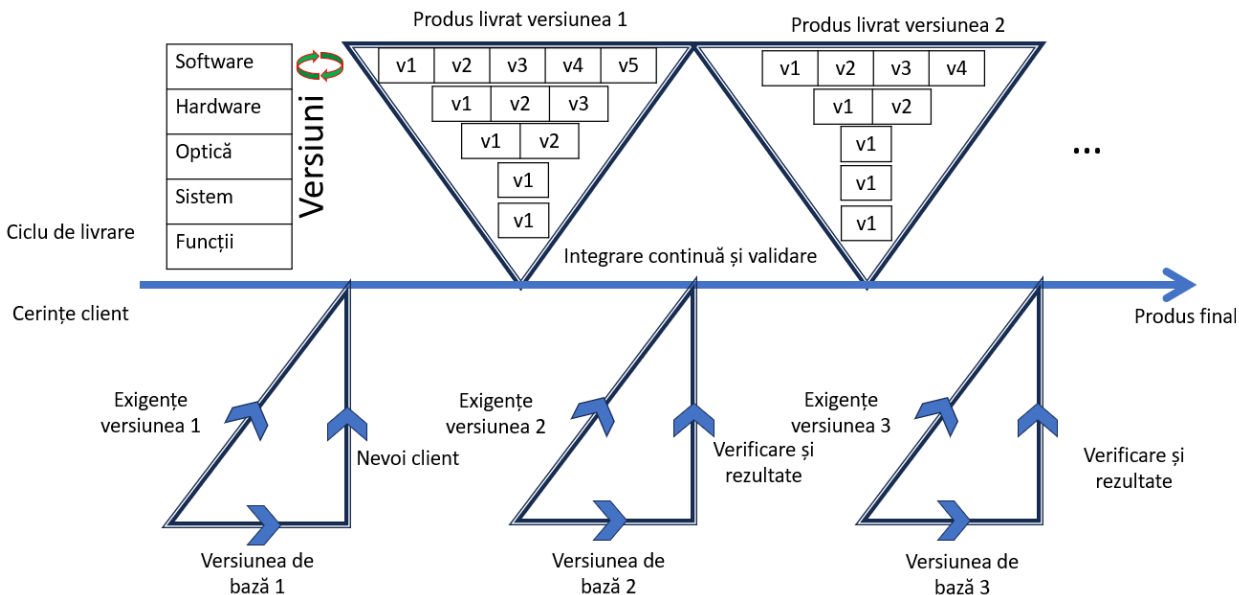 Produs livrat versiunea 1
Produs livrat versiunea 2
Software
Hardware
Optică
Sistem
Funcții
Versiuni
v1 v2 v3 v4 v5
v1 v2 v3
v1 v2
v1
v1
v1 v2 v3 v4
v1 v2
v1
v1
v1
...
Ciclu de livrare
Integrare continuă și validare
Cerințe client
Produs final
Exigențe
versiunea 1
Nevoi client
Exigențe
versiunea 2
Verificare și
rezultate
Exigențe
versiunea 3
Verificare și
rezultate
Versiunea de
bază 1
Versiunea de
bază 2
Versiunea de
bază 3